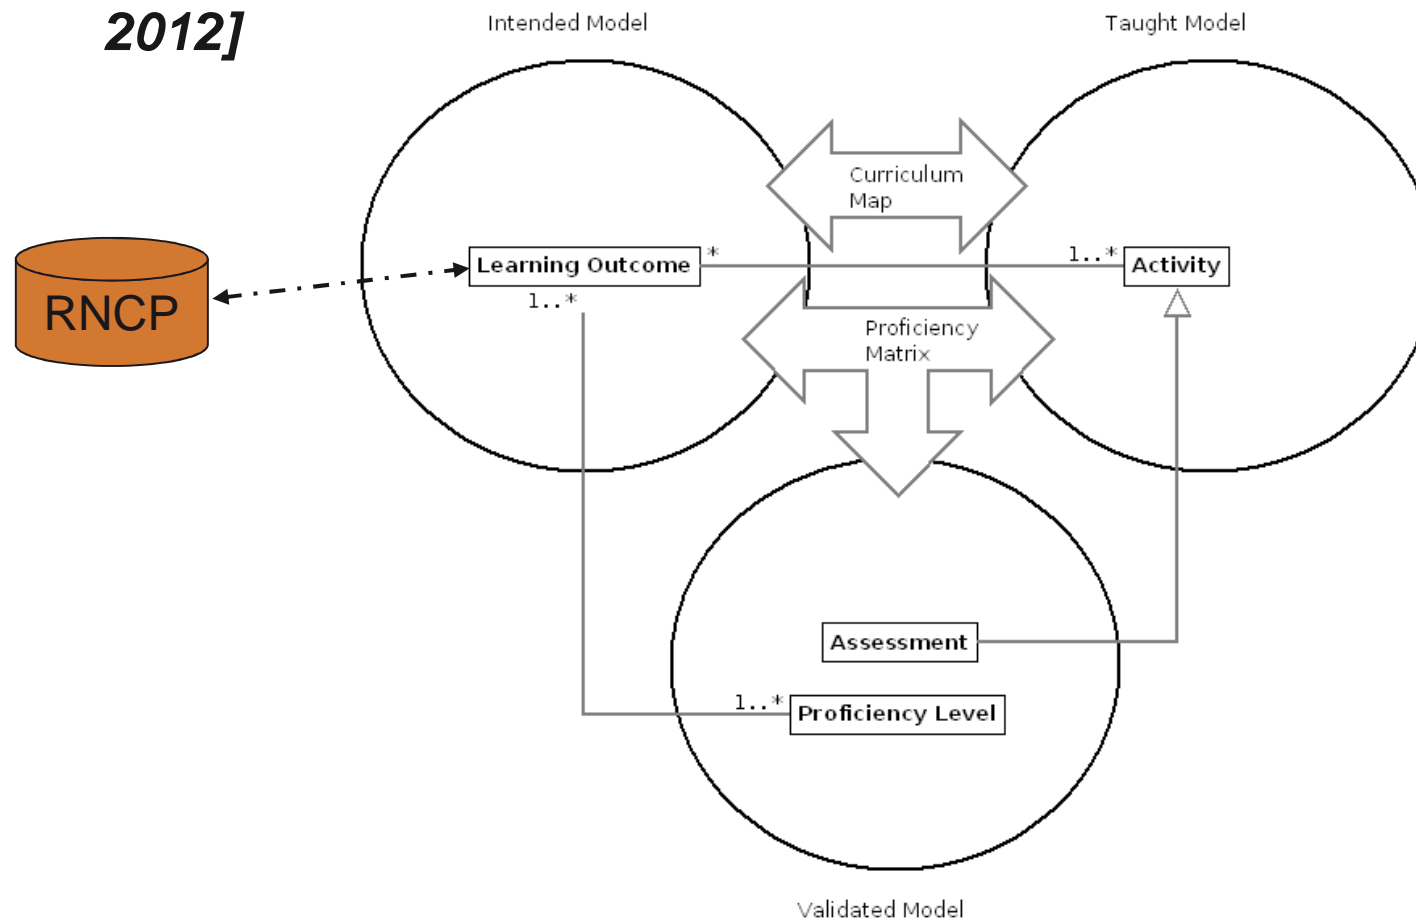 2012]
Intended Model
Taught Model
Curriculum
Map
Learning Outcome
*
1..*
Activity
RNCP
1..*
Proficiency
Matrix
Assessment
1..*
Proficiency Level
Validated Model